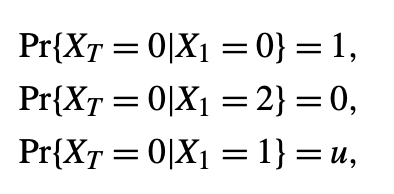 Pr{X_T = 0|X_1 = 0} = 1,
Pr{X_T = 0|X_1 = 2} = 0,
Pr{X_T = 0|X_1 = 1} = u,